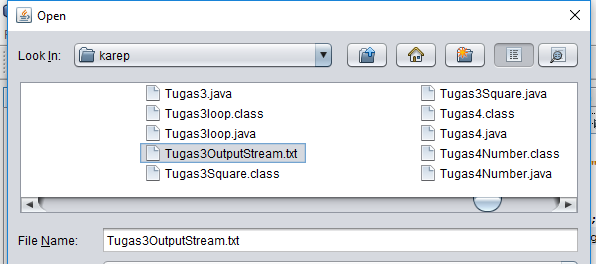 Open
Look In: karep
Tugas3.java
Tugas3loop.class
Tugas3loop.java
Tugas3OutputStream.txt
Tugas3Square.class
Tugas3Square.java
Tugas4.class
Tugas4.java
Tugas4Number.class
Tugas4Number.java
File Name: Tugas3OutputStream.txt